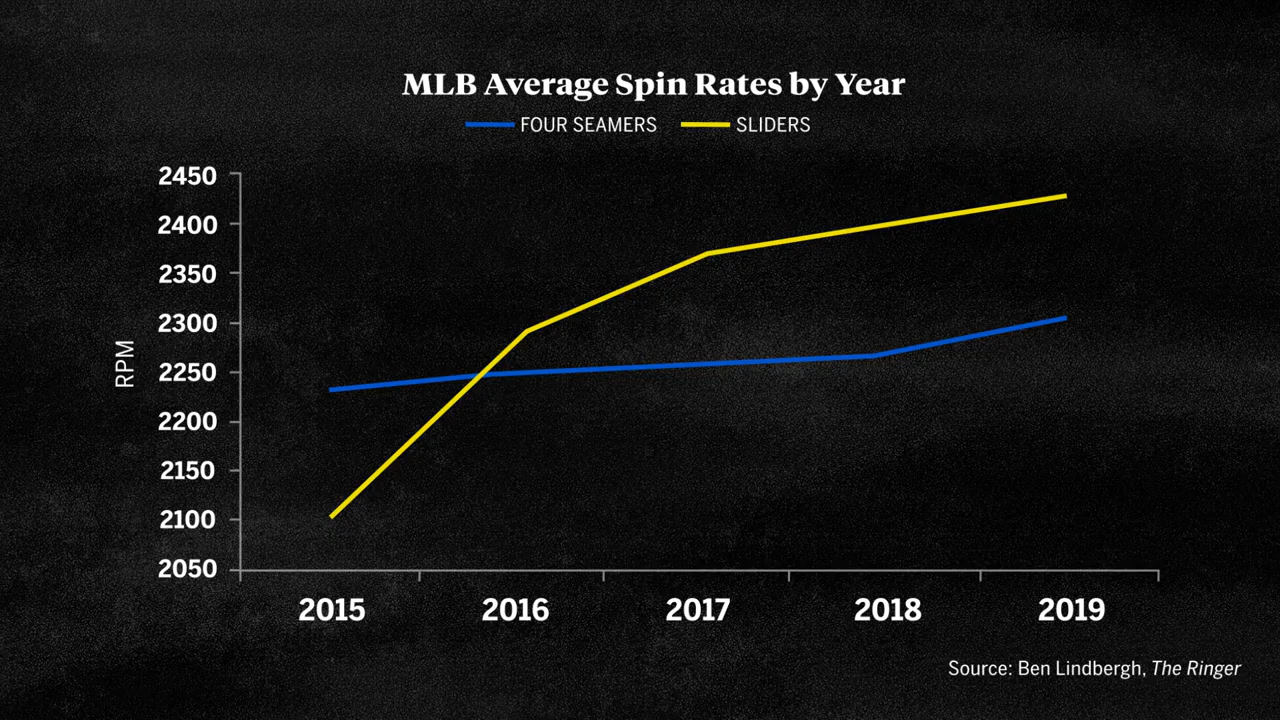 MLB Average Spin Rates by Year
FOUR SEAMERS SLIDERS
2450
2400
2350
2300
2250
2200
2150
2100
2050
RPM
2015 2016 2017 2018 2019
Source: Ben Lindbergh, The Ringer